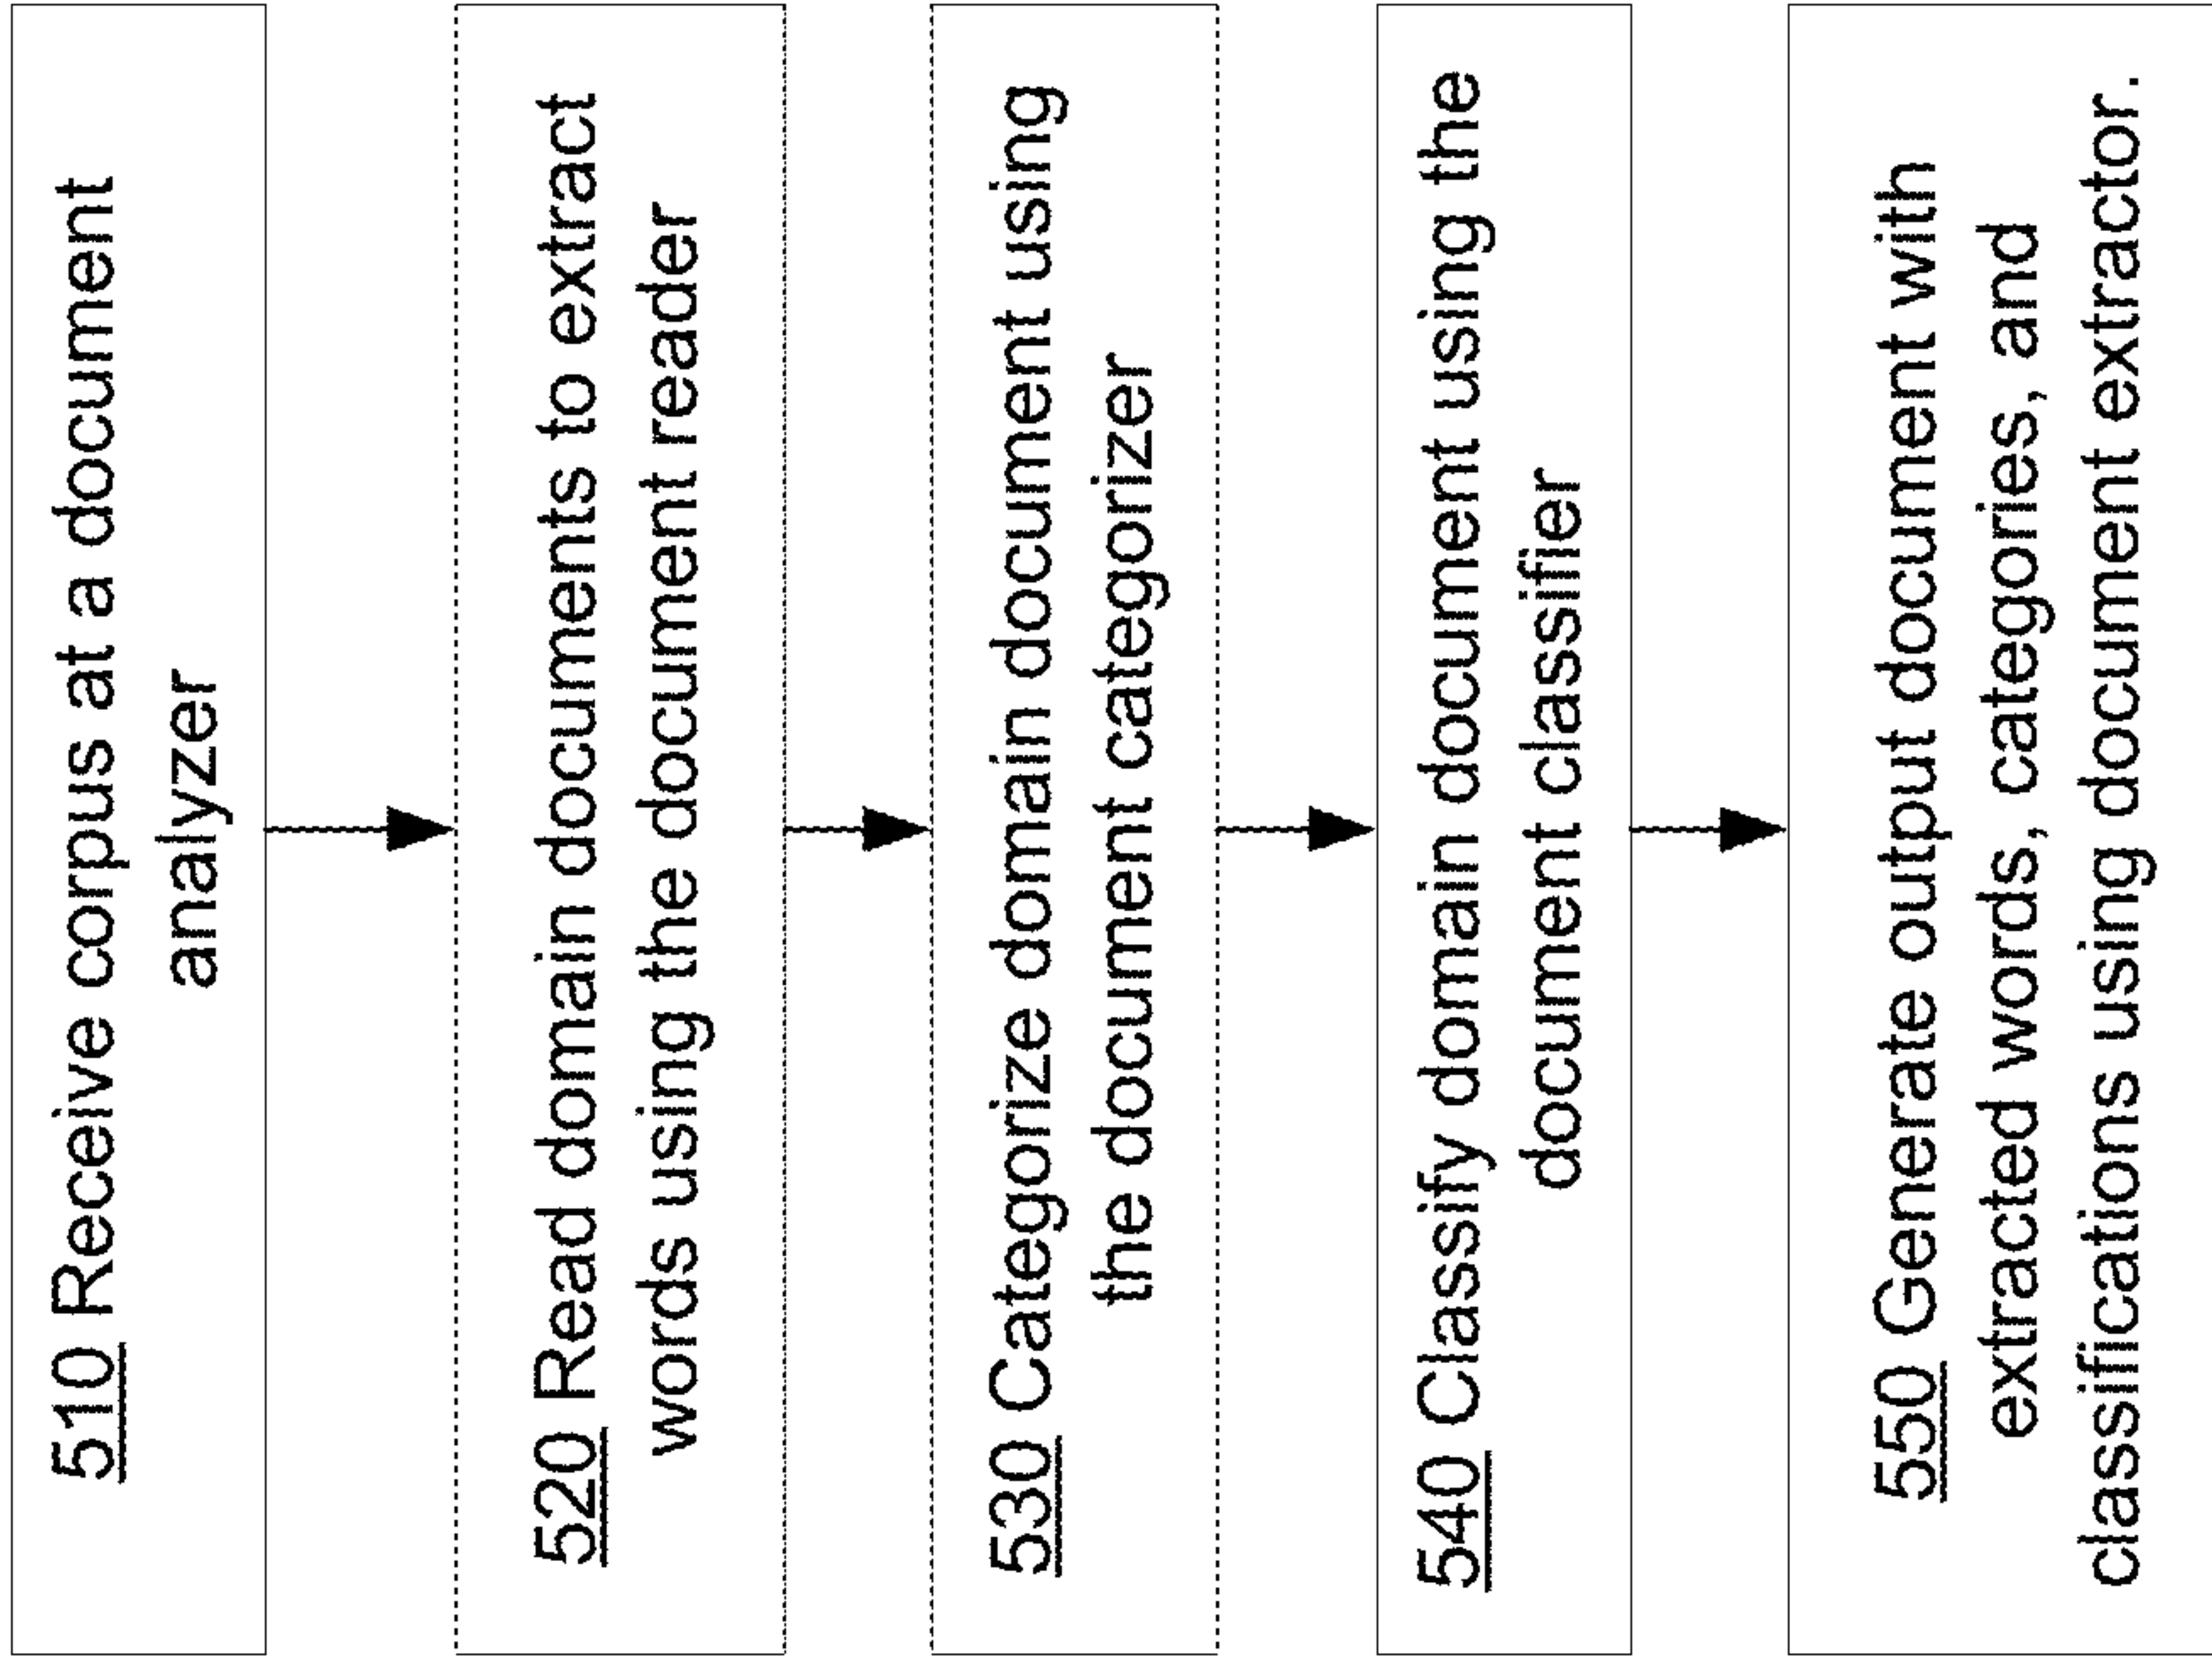 510 Receive corpus at a document
analyzer
520 Read domain documents to extract
words using the document reader
530 Categorize domain document using
the document categorizer
540 Classify domain document using the
document classifier
550 Generate output document with
extracted words, categories, and
classifications using document extractor.